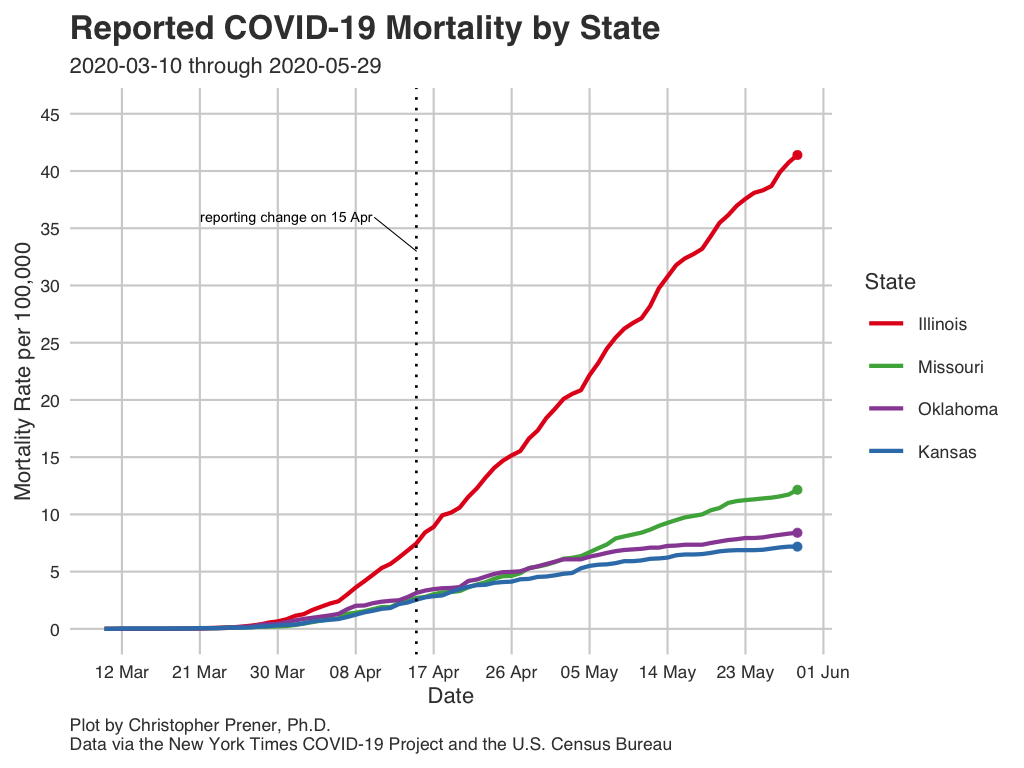 Reported COVID-19 Mortality by State
2020-03-10 through 2020-05-29
45
40
35
30
25
20
15
10
5
0
Mortality Rate per 100,000
reporting change on 15 Apr
State
Illinois
Missouri
Oklahoma
Kansas
12 Mar 21 Mar 30 Mar 08 Apr 17 Apr 26 Apr 05 May 14 May 23 May 01 Jun
Date
Plot by Christopher Prener, Ph.D.
Data via the New York Times COVID-19 Project and the U.S. Census Bureau